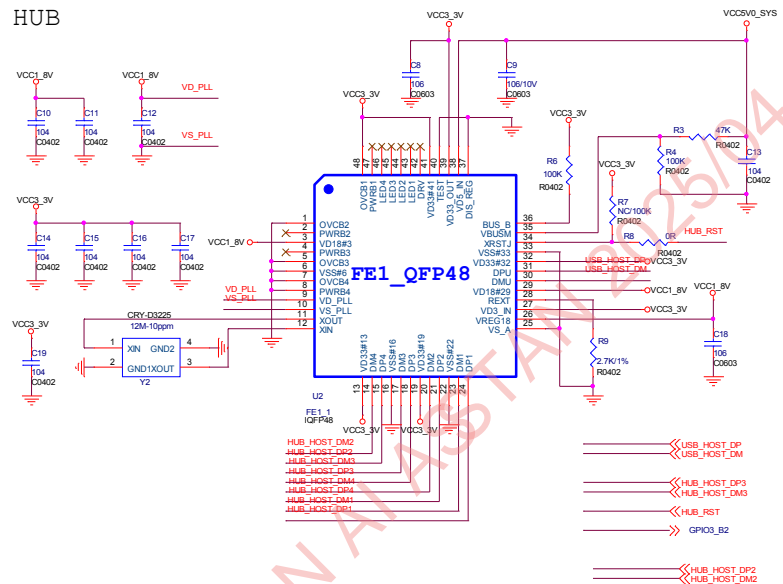 HUB
VCC3_3V
VCC5V0_SYS
VCC1_8V
VCC1_8V
VD_PLL
VS_PLL
C10
104
C0402
C11
104
C0402
C12
104
C0402
C8
106
C0603
C9
106/10V
C0603
VCC3_3V
VCC3_3V
R6
100K
R0402
R3
47K
R0402
R4
100K
R0402
C13
104
C0402
VCC3_3V
R7
NC/100K
R0402
R8
0R
R0402
HUB_RST
48 47 46 45 44 43 42 41 40 39 38 37
OVCB1
PWRB1
LED4
LED3
LED2
LED1
DRV
VD33#41
TEST
VD33_OUT
VD5_IN
DIS_REG
VCC3_3V
C14
104
C0402
C15
104
C0402
C16
104
C0402
C17
104
C0402
VCC1_8V
VD_PLL
VS_PLL
1 OVCB2
2 PWRB2
3 VD18#3
4 PWRB3
5 OVCB3
6 VSS#6
7 OVCB4
8 PWRB4
9 VD_PLL
10 VS_PLL
11 XOUT
12 XIN
FE1_QFP48
BUS_B 36
VBUSM 35
XRSTJ 34
VSS#33 33
VD33#32 32
DPU 31
DMU 30
VD18#29 29
REXT 28
VD3_IN 27
VREG18 26
VS_A 25
USB_HOST_DP
USB_HOST_DM
VCC3_3V
VCC1_8V
VCC3_3V
VCC1_8V
C18
106
C0603
R9
2.7K/1%
R0402
CRY-D3225
12M-10ppm
1 XIN GND2 4
2 GND1XOUT 3
Y2
VCC3_3V
C19
104
C0402
U2
FE1_1
lQFP48
VD33#13
DM4
DP4
VSS#16
DM3
DP3
VD33#19
DM2
DP2
VSS#22
DM1
DP1
13 14 15 16 17 18 19 20 21 22 23 24
VCC3_3V
VCC3_3V
HUB_HOST_DM2
HUB_HOST_DP2
HUB_HOST_DM3
HUB_HOST_DP3
HUB_HOST_DM4
HUB_HOST_DP4
HUB_HOST_DM1
HUB_HOST_DP1
USB_HOST_DP
USB_HOST_DM
HUB_HOST_DP3
HUB_HOST_DM3
HUB_RST
GPIO3_B2
HUB_HOST_DP2
HUB_HOST_DM2
N AI ASSTAN 2025/04